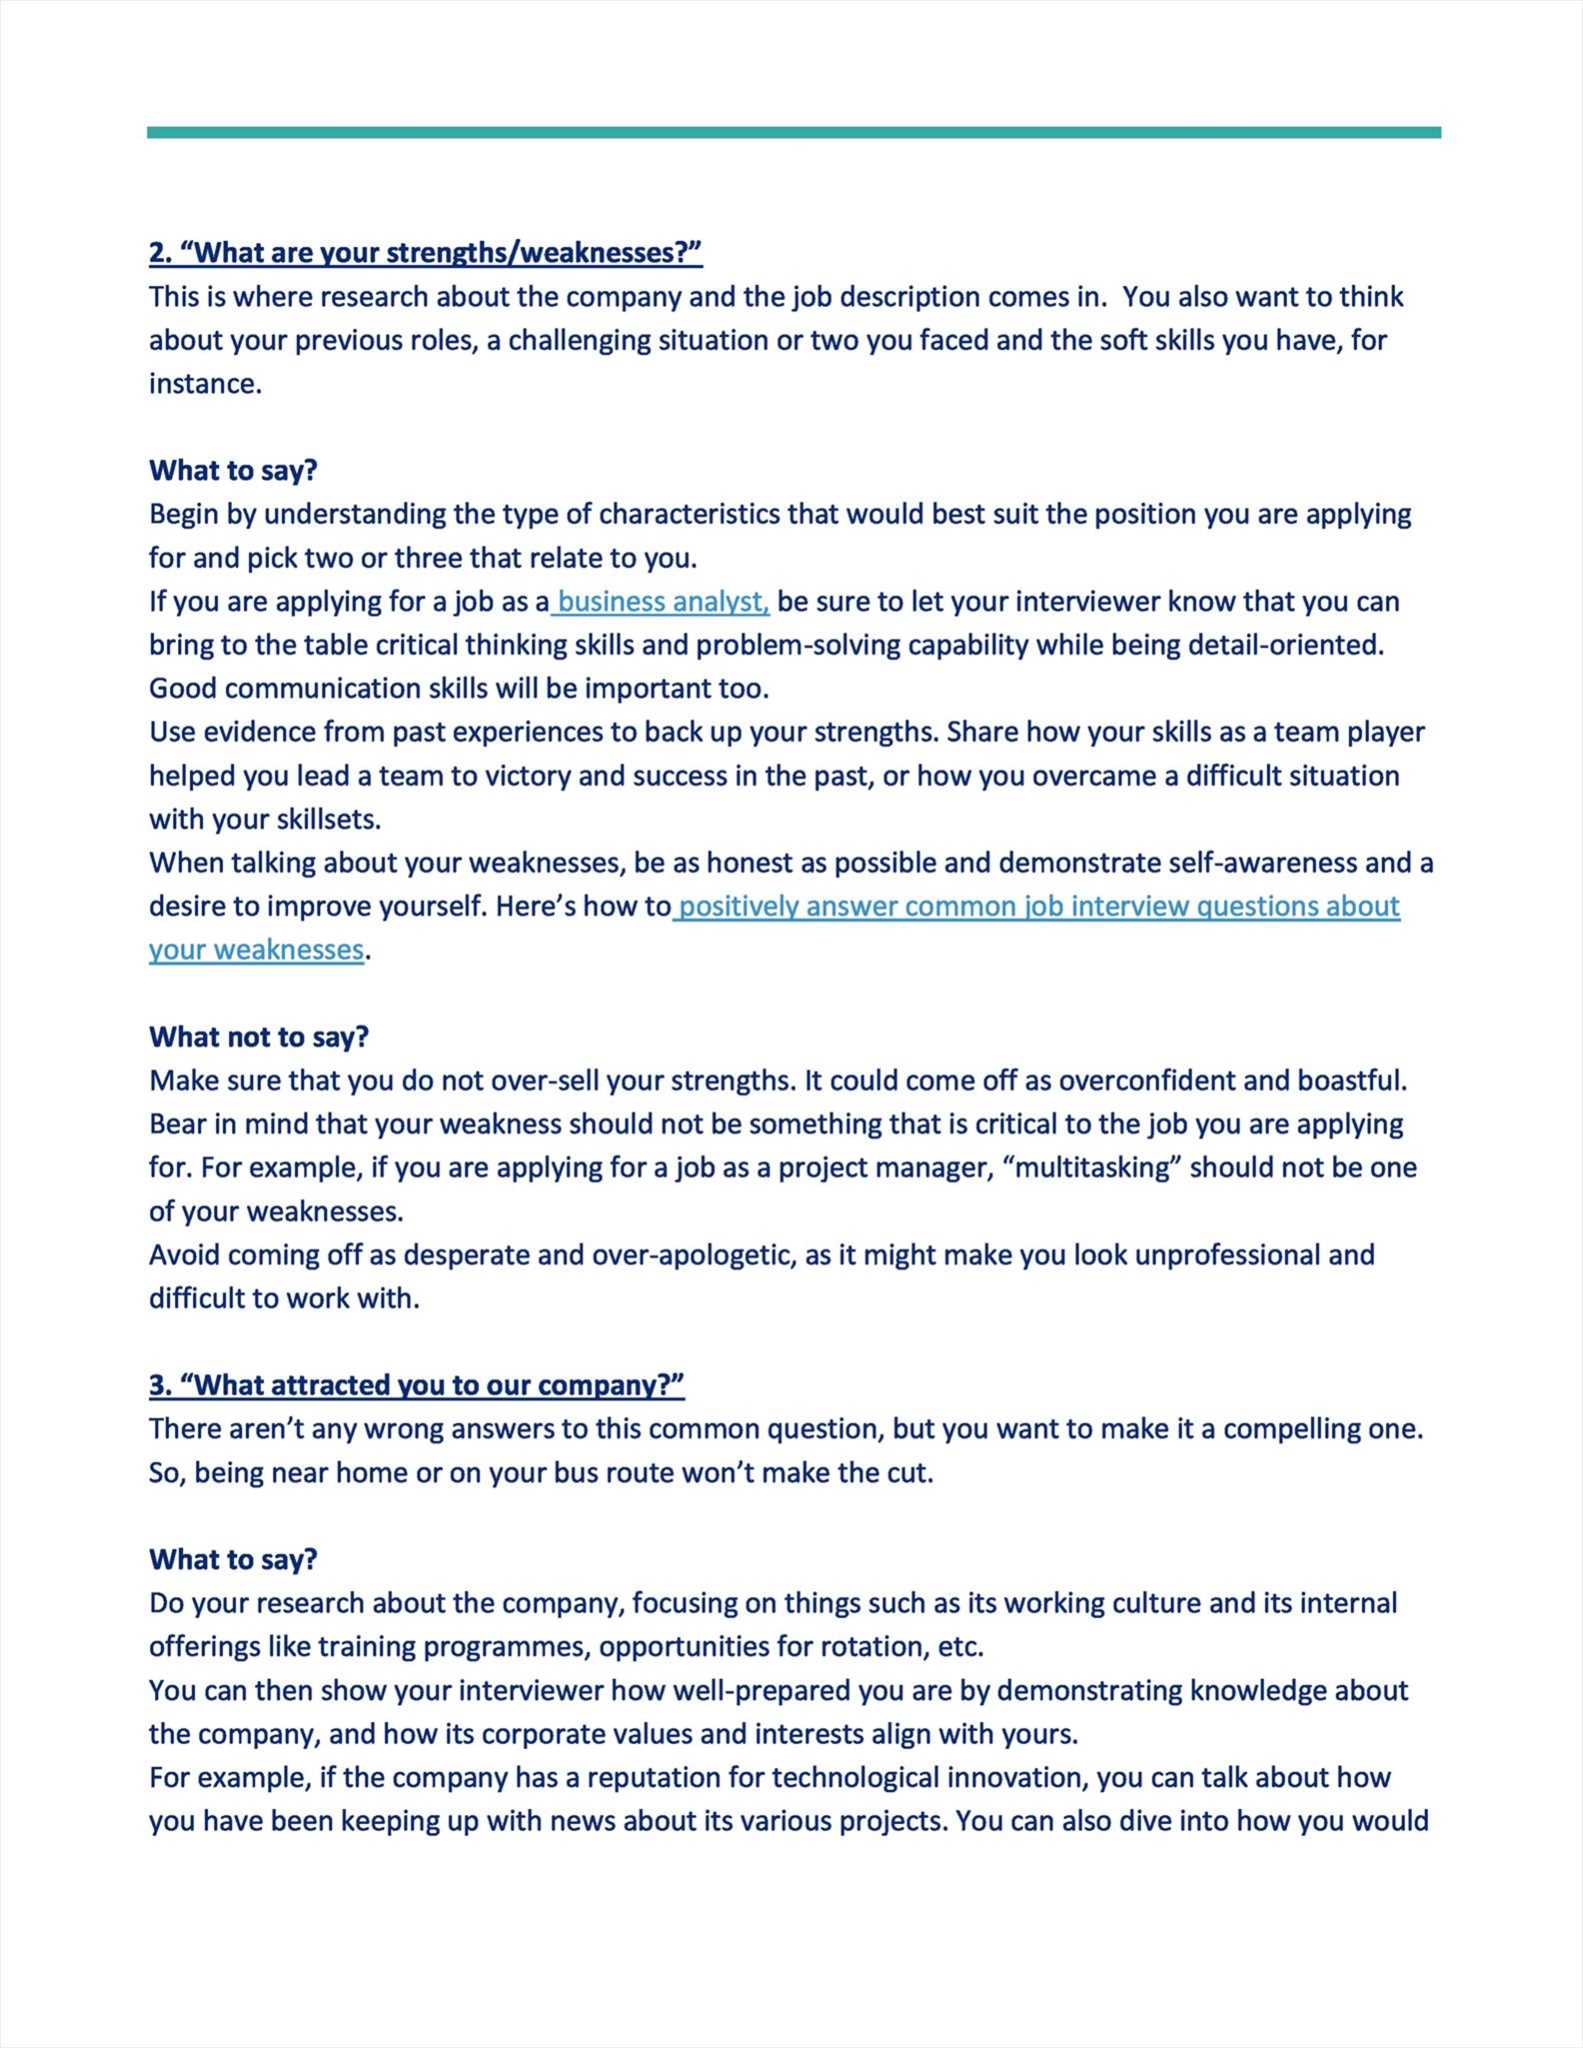 2. “What are your strengths/weaknesses?”
This is where research about the company and the job description comes in.  You also want to think
about your previous roles, a challenging situation or two you faced and the soft skills you have, for
instance.
What to say?
Begin by understanding the type of characteristics that would best suit the position you are applying
for and pick two or three that relate to you.
If you are applying for a job as a business analyst, be sure to let your interviewer know that you can
bring to the table critical thinking skills and problem-solving capability while being detail-oriented.
Good communication skills will be important too.
Use evidence from past experiences to back up your strengths. Share how your skills as a team player
helped you lead a team to victory and success in the past, or how you overcame a difficult situation
with your skillsets.
When talking about your weaknesses, be as honest as possible and demonstrate self-awareness and a
desire to improve yourself. Here’s how to positively answer common job interview questions about
your weaknesses.
What not to say?
Make sure that you do not over-sell your strengths. It could come off as overconfident and boastful.
Bear in mind that your weakness should not be something that is critical to the job you are applying
for. For example, if you are applying for a job as a project manager, “multitasking” should not be one
of your weaknesses.
Avoid coming off as desperate and over-apologetic, as it might make you look unprofessional and
difficult to work with.
3. “What attracted you to our company?”
There aren’t any wrong answers to this common question, but you want to make it a compelling one.
So, being near home or on your bus route won’t make the cut.
What to say?
Do your research about the company, focusing on things such as its working culture and its internal
offerings like training programmes, opportunities for rotation, etc.
You can then show your interviewer how well-prepared you are by demonstrating knowledge about
the company, and how its corporate values and interests align with yours.
For example, if the company has a reputation for technological innovation, you can talk about how
you have been keeping up with news about its various projects. You can also dive into how you would